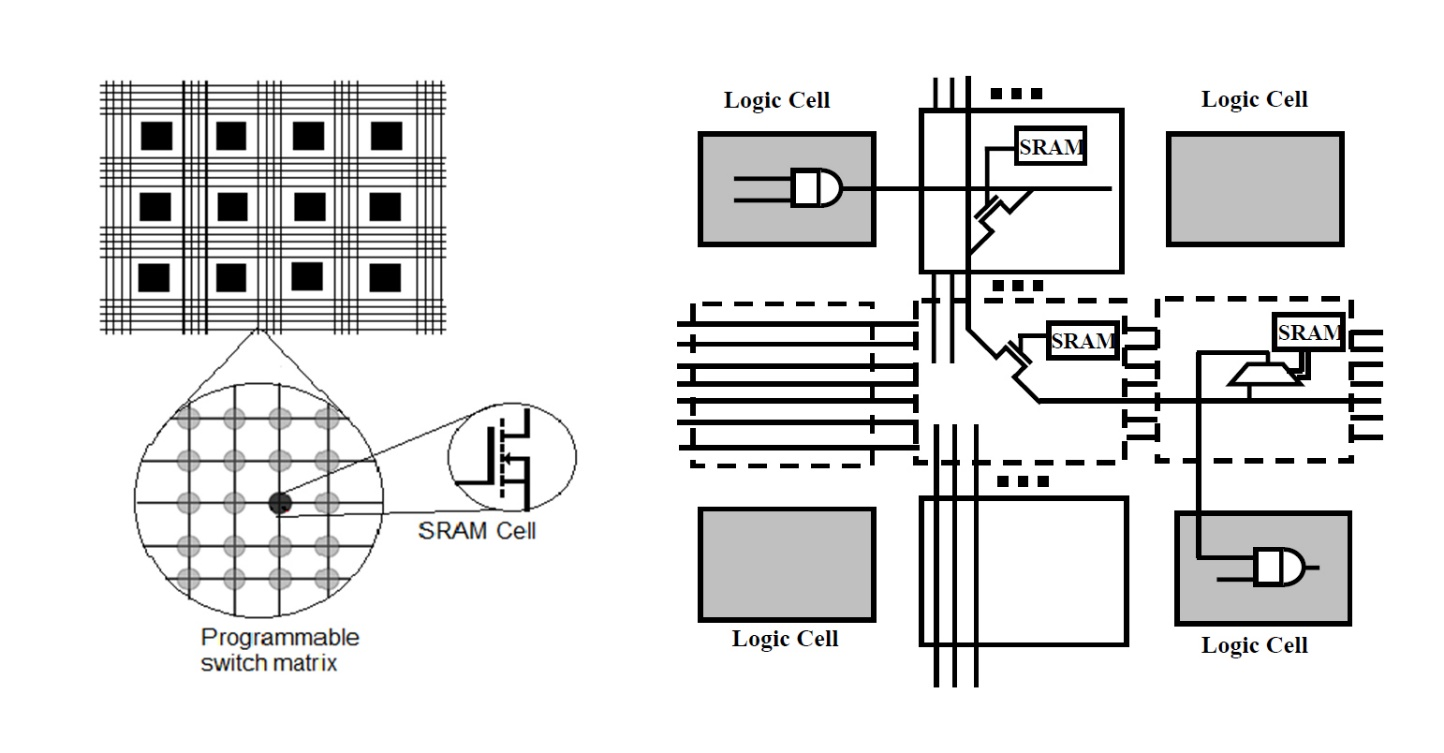 Logic Cell
Logic Cell
SRAM
SRAM
SRAM
SRAM Cell
Programmable
switch matrix
Logic Cell
Logic Cell